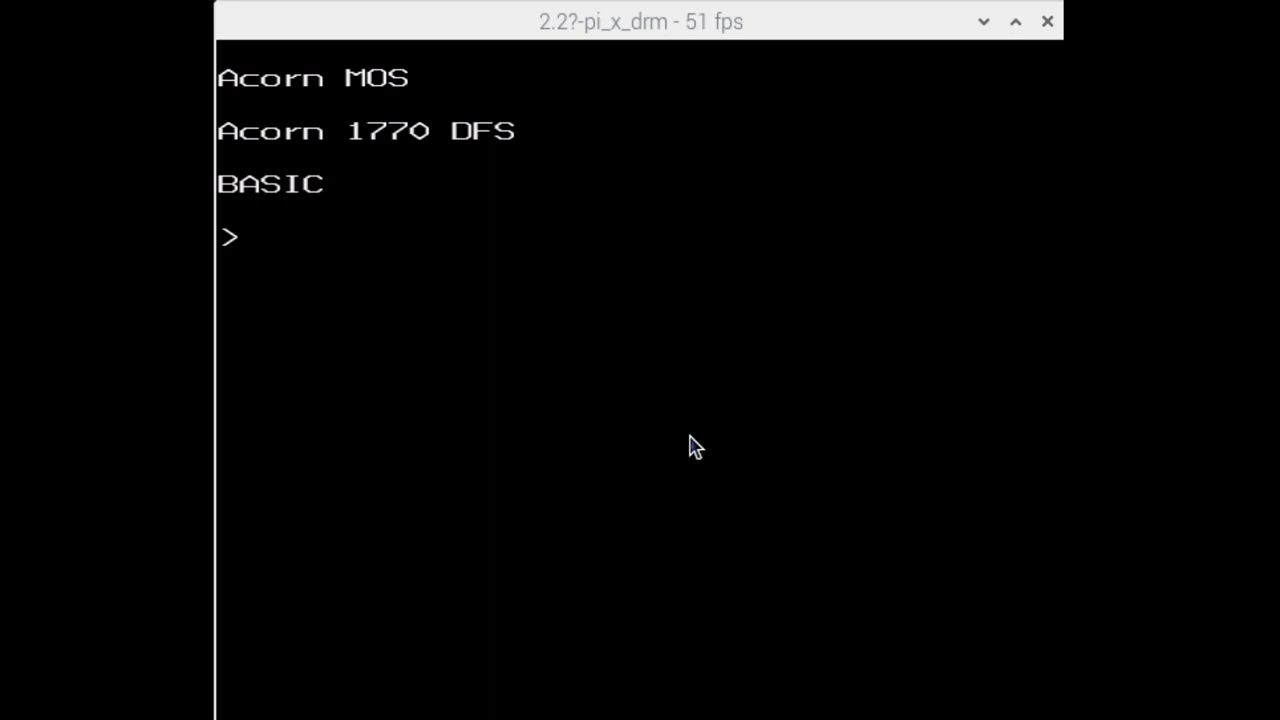 2.2?-pi_x_drm - 51 fps
Acorn MOS
Acorn 1770 DFS
BASIC
>